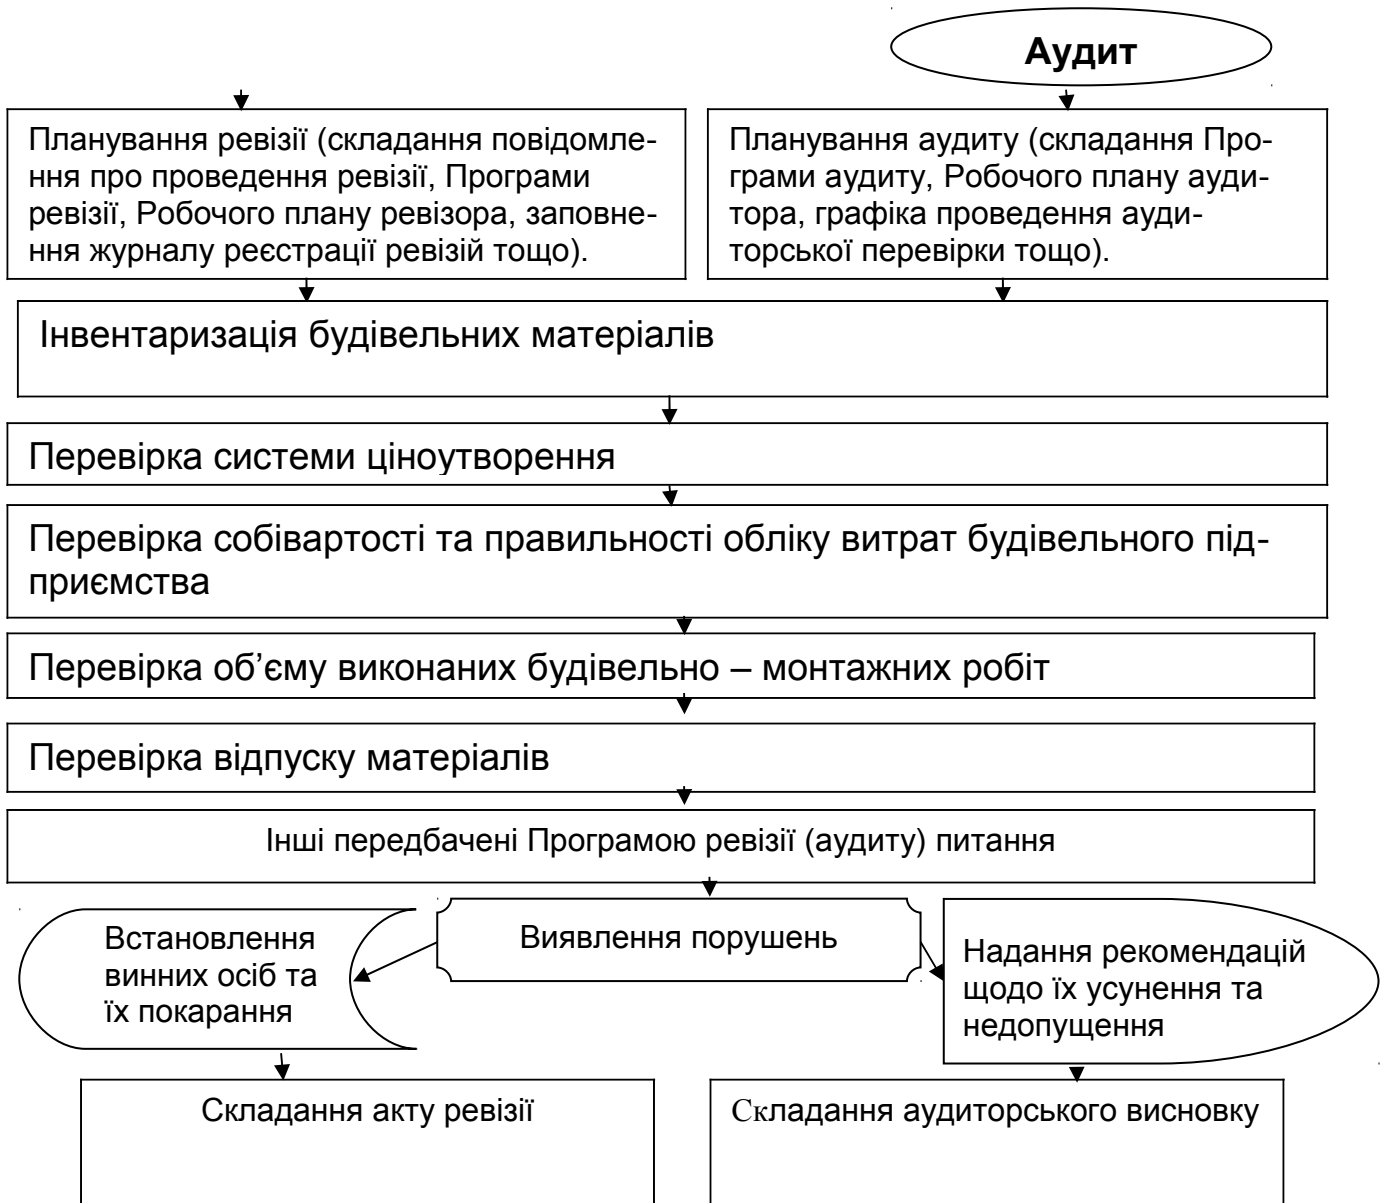 Аудит
Планування ревізії (складання повідомле-
ння про проведення ревізії, Програми
ревізії, Робочого плану ревізора, заповне-
ння журналу реєстрації ревізій тощо).
Планування аудиту (складання Про-
грами аудиту, Робочого плану ауди-
тора, графіка проведення ауди-
торської перевірки тощо).
Інвентаризація будівельних матеріалів
Перевірка системи ціноутворення
Перевірка собівартості та правильності обліку витрат будівельного під-
приємства
Перевірка об’єму виконаних будівельно – монтажних робіт
Перевірка відпуску матеріалів
Інші передбачені Програмою ревізії (аудиту) питання
Виявлення порушень
Встановлення
винних осіб та
їх покарання
Надання рекомендацій
щодо їх усунення та
недопущення
Складання акту ревізії
Складання аудиторського висновку